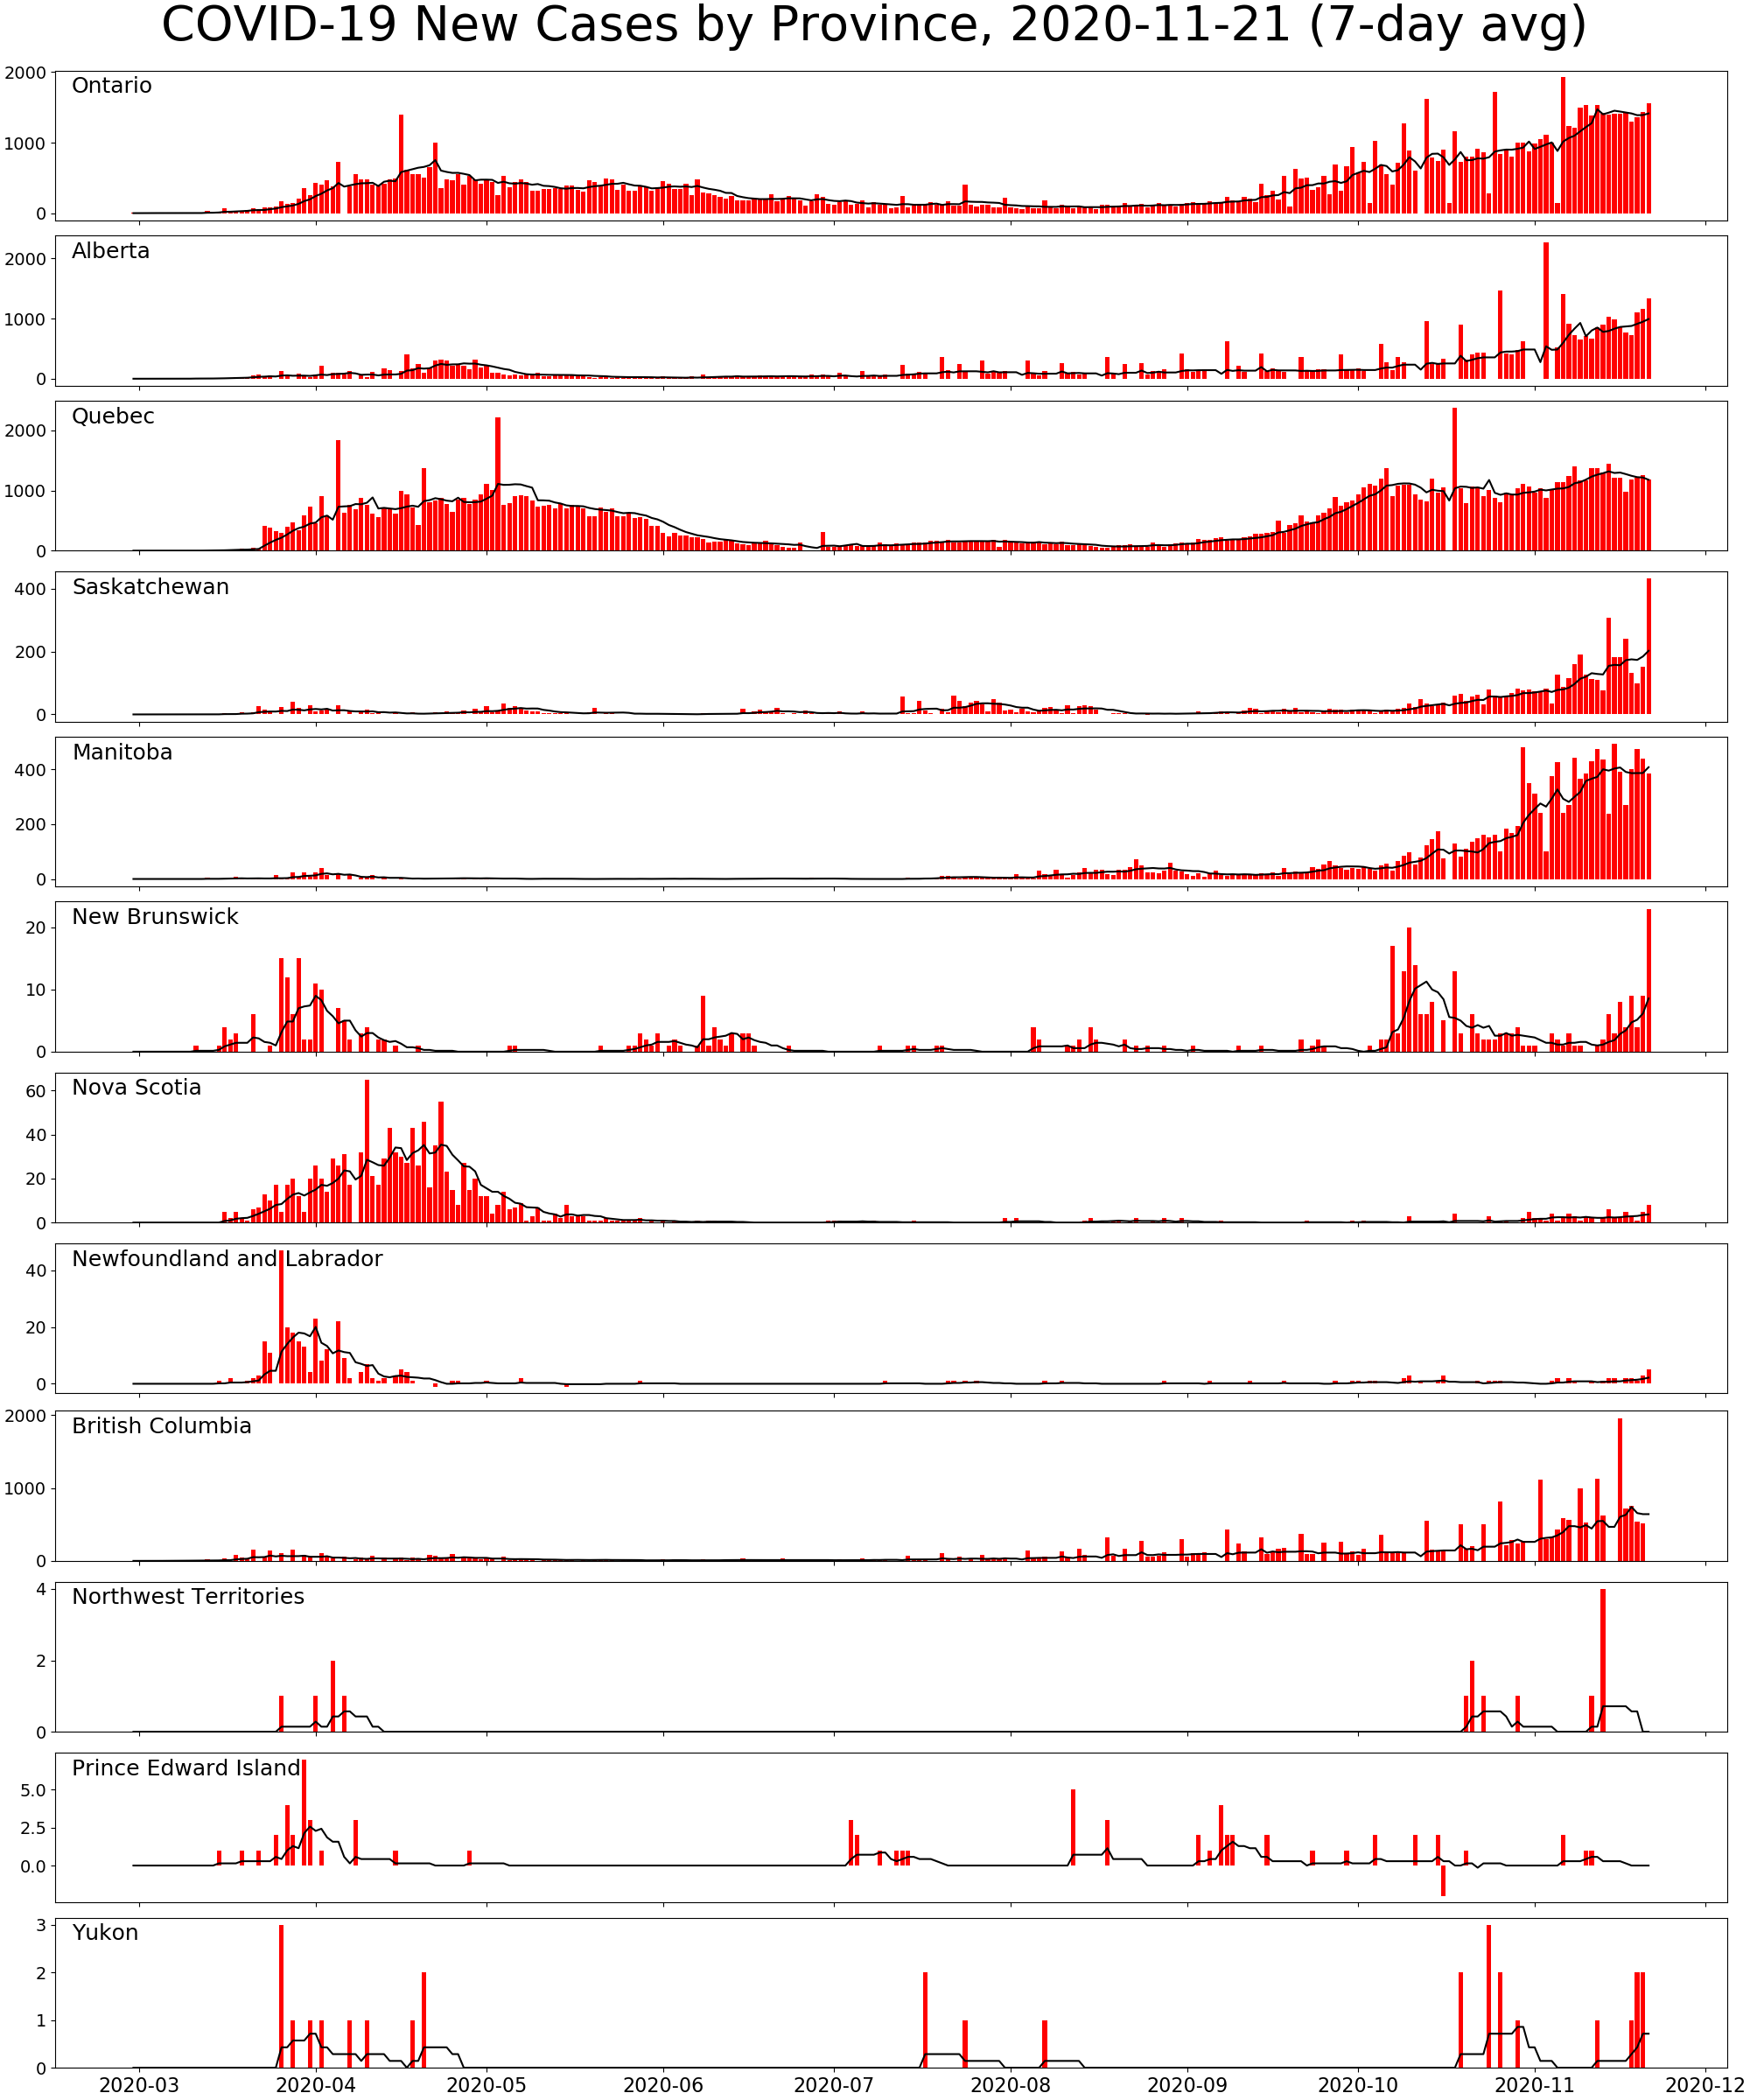 COVID-19 New Cases by Province, 2020-11-21 (7-day avg)
Ontario
2000
1000
0
Alberta
2000
1000
0
Quebec
2000
1000
0
Saskatchewan
400
200
0
Manitoba
400
200
0
New Brunswick
20
10
0
Nova Scotia
60
40
20
0
Newfoundland and Labrador
40
20
0
British Columbia
2000
1000
0
Northwest Territories
4
2
0
Prince Edward Island
5.0
2.5
0.0
Yukon
3
2
1
0
2020-03 2020-04 2020-05 2020-06 2020-07 2020-08 2020-09 2020-10 2020-11 2020-12